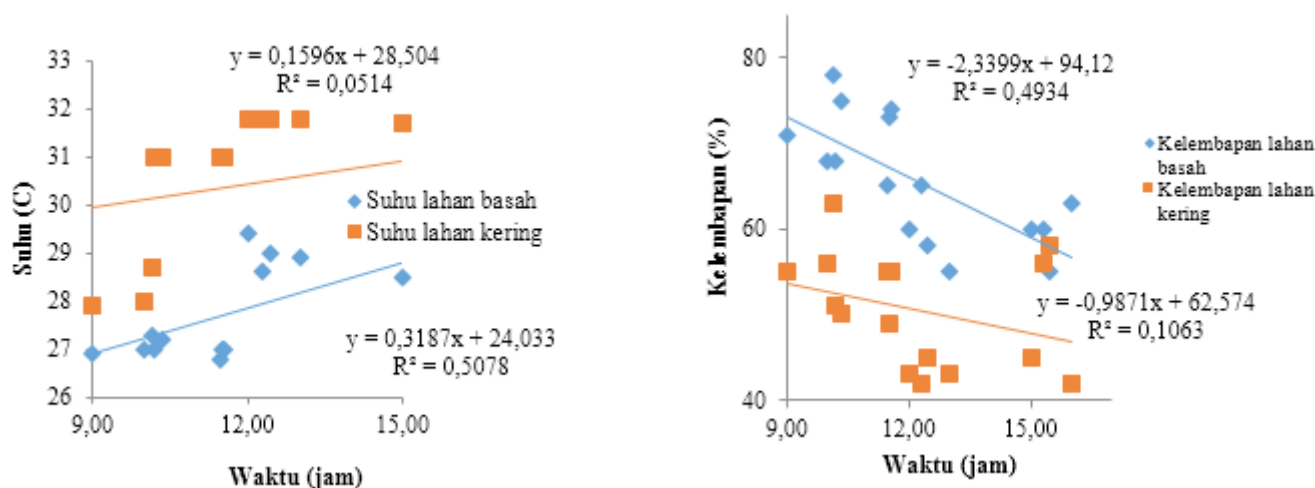 33
32
31
30
29
28
27
26
Suhu (C)
y = 0,1596x + 28,504
R² = 0,0514
Suhu lahan basah
Suhu lahan kering
y = 0,3187x + 24,033
R² = 0,5078
9,00 12,00 15,00
Waktu (jam)
80
60
40
Kelembapan (%)
y = -2,3399x + 94,12
R² = 0,4934
Kelembapan lahan
basah
Kelembapan lahan
kering
y = -0,9871x + 62,574
R² = 0,1063
9,00 12,00 15,00
Waktu (jam)